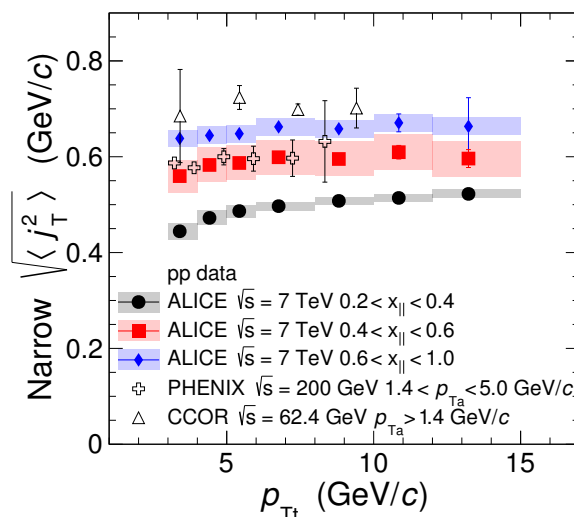 Narrow √⟨ j²_T ⟩ (GeV/c)
0.8
0.6
0.4
0.2
0
pp data
ALICE √s = 7 TeV 0.2 < x_|| < 0.4
ALICE √s = 7 TeV 0.4 < x_|| < 0.6
ALICE √s = 7 TeV 0.6 < x_|| < 1.0
PHENIX √s = 200 GeV 1.4 < p_Ta < 5.0 GeV/c
CCOR √s = 62.4 GeV p_Ta > 1.4 GeV/c
5 10 15
p_Tt (GeV/c)